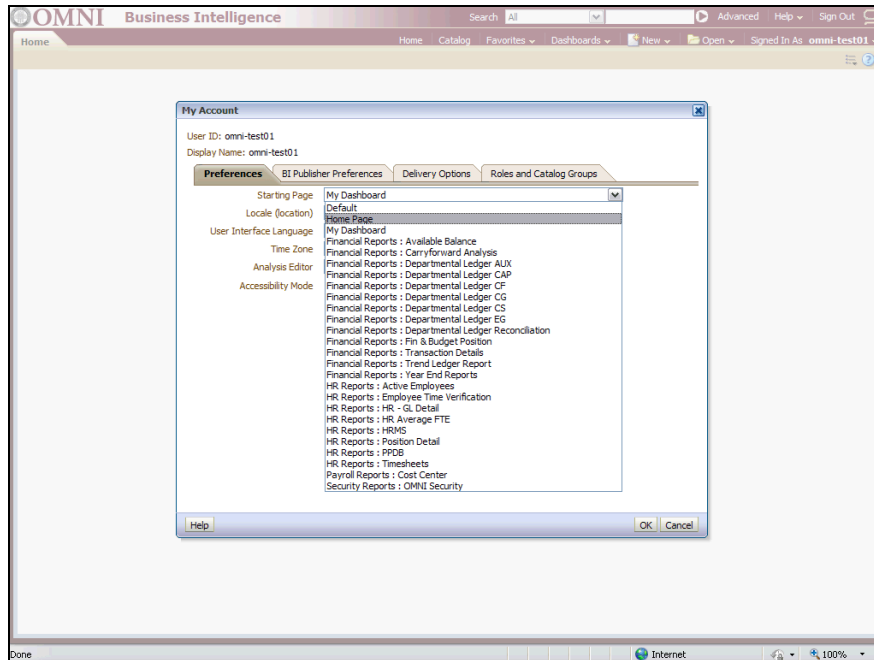 OMNI Business Intelligence Search All Advanced Help Sign Out
Home Home Catalog Favorites Dashboards New Open Signed In As omni-test01
My Account
User ID: omni-test01
Display Name: omni-test01
Preferences BI Publisher Preferences Delivery Options Roles and Catalog Groups
Starting Page My Dashboard
Default
Locale (location)
Home Page
User Interface Language My Dashboard
Financial Reports : Available Balance
Time Zone Financial Reports : Carryforward Analysis
Analysis Editor Financial Reports : Departmental Ledger AUX
Financial Reports : Departmental Ledger CAP
Accessibility Mode Financial Reports : Departmental Ledger CF
Financial Reports : Departmental Ledger CG
Financial Reports : Departmental Ledger CS
Financial Reports : Departmental Ledger EG
Financial Reports : Departmental Ledger Reconciliation
Financial Reports : Fin & Budget Position
Financial Reports : Transaction Details
Financial Reports : Trend Ledger Report
Financial Reports : Year End Reports
HR Reports : Active Employees
HR Reports : Employee Time Verification
HR Reports : HR - GL Detail
HR Reports : HR Average FTE
HR Reports : HRMS
HR Reports : Position Detail
HR Reports : PPDB
HR Reports : Timesheets
Payroll Reports : Cost Center
Security Reports : OMNI Security
Help OK Cancel
Done Internet 100%